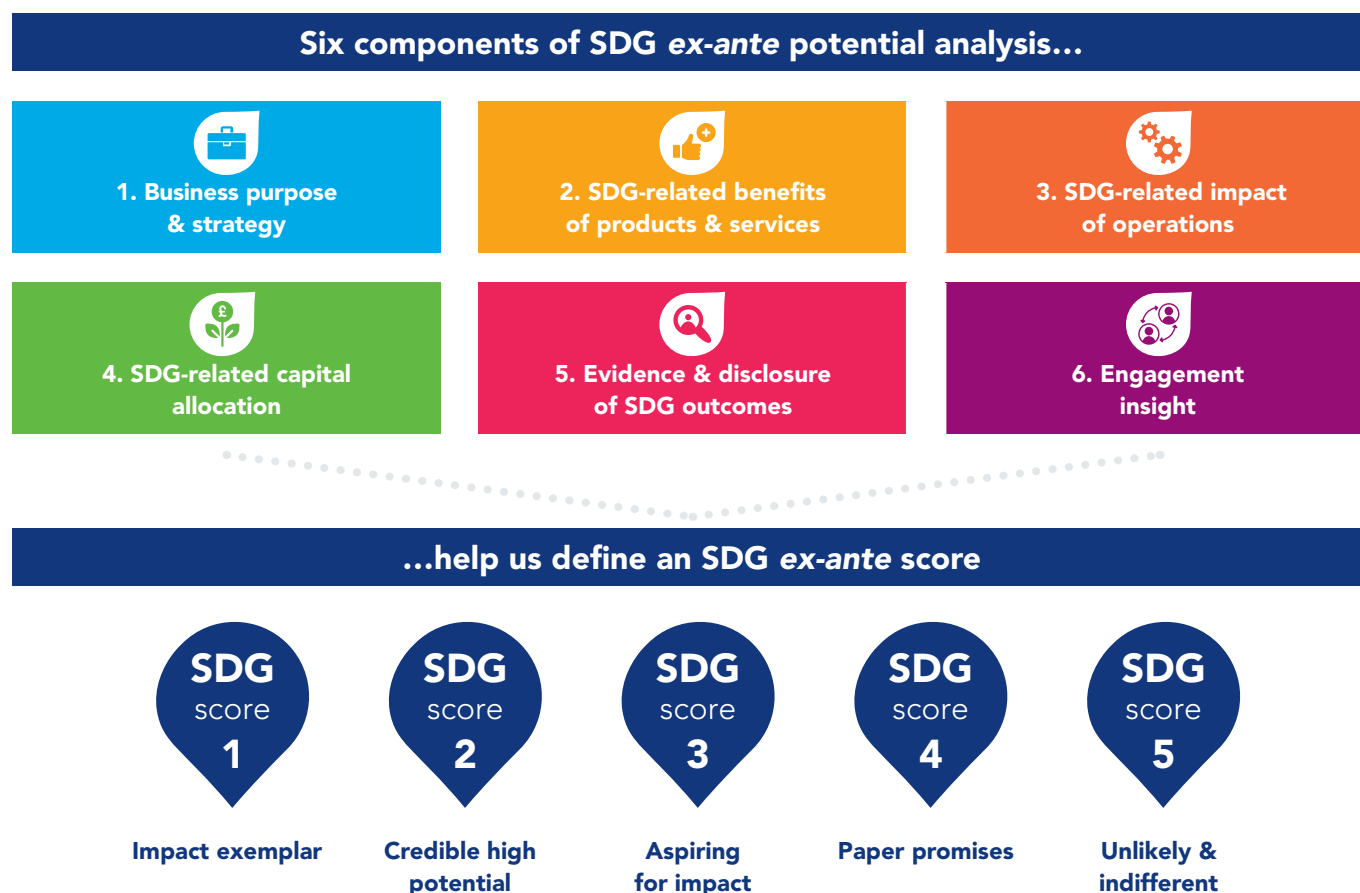 Six components of SDG ex-ante potential analysis…
1. Business purpose
& strategy
2. SDG-related benefits
of products & services
3. SDG-related impact
of operations
£
4. SDG-related capital
allocation
5. Evidence & disclosure
of SDG outcomes
6. Engagement
insight
…help us define an SDG ex-ante score
SDG
score
1
Impact exemplar
SDG
score
2
Credible high
potential
SDG
score
3
Aspiring
for impact
SDG
score
4
Paper promises
SDG
score
5
Unlikely &
indifferent